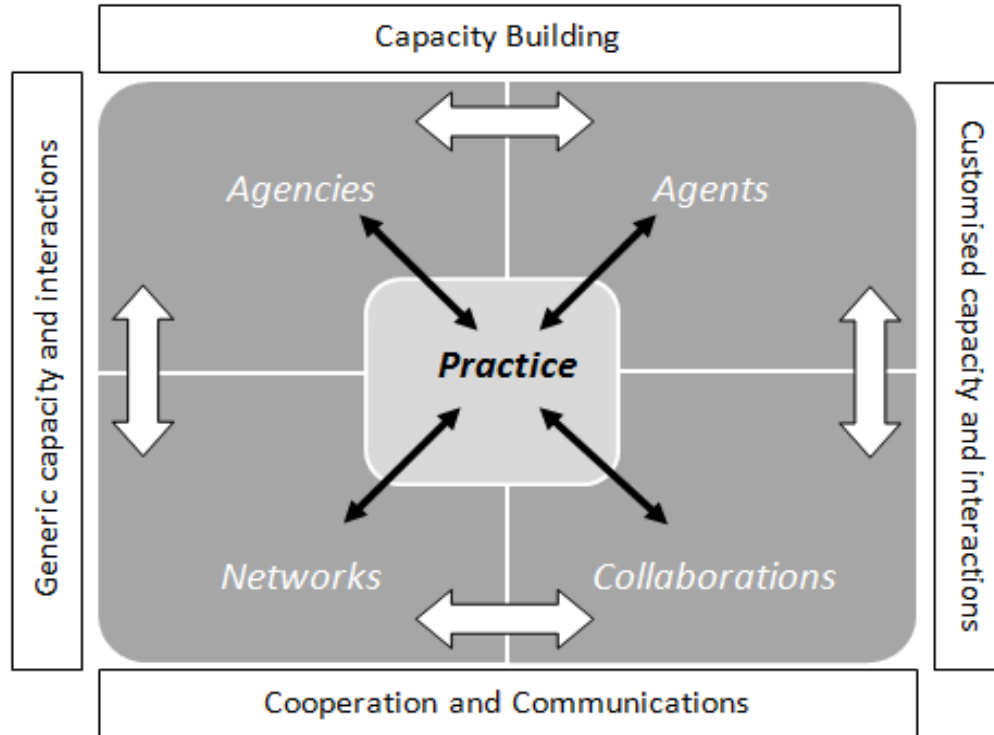 Capacity Building
Generic capacity and interactions
Agencies
Agents
Customised capacity and interactions
Practice
Networks
Collaborations
Cooperation and Communications